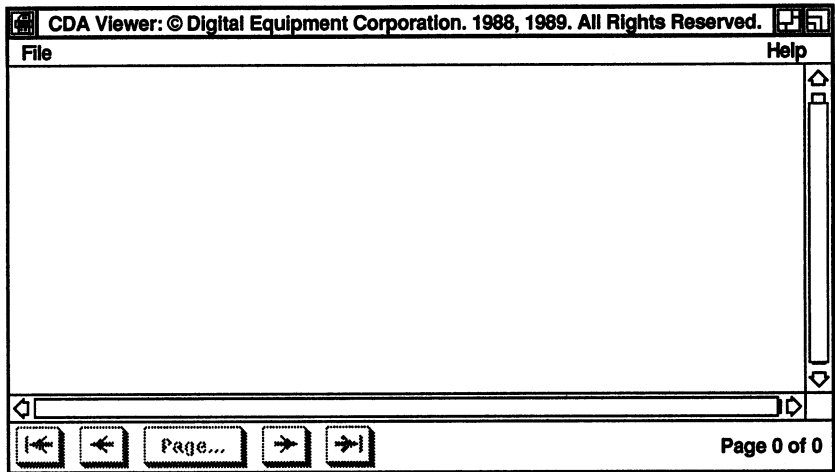 CDA Viewer: © Digital Equipment Corporation. 1988, 1989. All Rights Reserved.
File Help
Page... Page 0 of 0